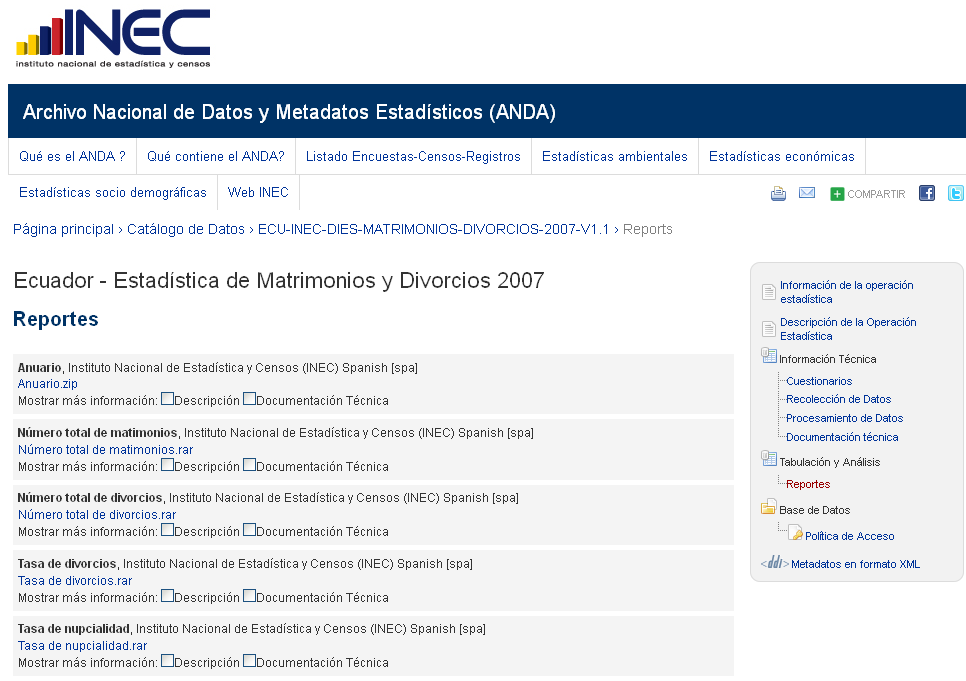 INEC
instituto nacional de estadística y censos
Archivo Nacional de Datos y Metadatos Estadísticos (ANDA)
Qué es el ANDA ? Qué contiene el ANDA? Listado Encuestas-Censos-Registros Estadísticas ambientales Estadísticas económicas
Estadísticas socio demográficas Web INEC COMPARTIR
Página principal › Catálogo de Datos › ECU-INEC-DIES-MATRIMONIOS-DIVORCIOS-2007-V1.1 › Reports
Ecuador - Estadística de Matrimonios y Divorcios 2007
Reportes
Anuario, Instituto Nacional de Estadística y Censos (INEC) Spanish [spa]
Anuario.zip
Mostrar más información: Descripción Documentación Técnica
Número total de matimonios, Instituto Nacional de Estadística y Censos (INEC) Spanish [spa]
Número total de matimonios.rar
Mostrar más información: Descripción Documentación Técnica
Número total de divorcios, Instituto Nacional de Estadística y Censos (INEC) Spanish [spa]
Número total de divorcios.rar
Mostrar más información: Descripción Documentación Técnica
Tasa de divorcios, Instituto Nacional de Estadística y Censos (INEC) Spanish [spa]
Tasa de divorcios.rar
Mostrar más información: Descripción Documentación Técnica
Tasa de nupcialidad, Instituto Nacional de Estadística y Censos (INEC) Spanish [spa]
Tasa de nupcialidad.rar
Mostrar más información: Descripción Documentación Técnica
Información de la operación
estadística
Descripción de la Operación
Estadística
Información Técnica
Cuestionarios
Recolección de Datos
Procesamiento de Datos
Documentación técnica
Tabulación y Análisis
Reportes
Base de Datos
Política de Acceso
<ddi> Metadatos en formato XML